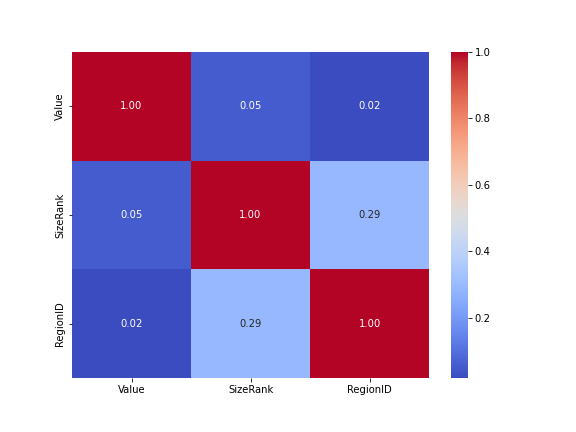 Value 1.00 0.05 0.02
SizeRank 0.05 1.00 0.29
RegionID 0.02 0.29 1.00
Value SizeRank RegionID
1.0
0.8
0.6
0.4
0.2